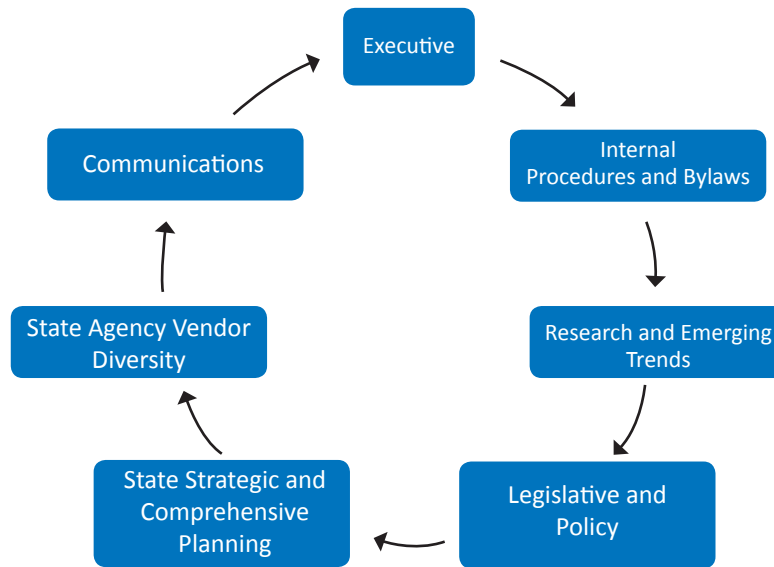 Executive
Internal
Procedures and Bylaws
Research and Emerging
Trends
Legislative and
Policy
State Strategic and
Comprehensive
Planning
State Agency Vendor
Diversity
Communications